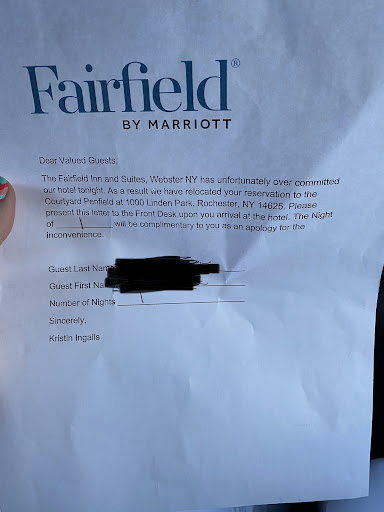 Fairfield®
BY MARRIOTT
Dear Valued Guests,
The Fairfield Inn and Suites, Webster NY has unfortunately over committed
our hotel tonight. As a result we have relocated your reservation to the
Courtyard Penfield at 1000 Linden Park, Rochester, NY 14625. Please
present this letter to the Front Desk upon you arrival at the hotel. The Night
of 1 will be complimentary to you as an apology for the
inconvenience.
Guest Last Nam
Guest First Na
Number of Nights 1
Sincerely,
Kristin Ingalls